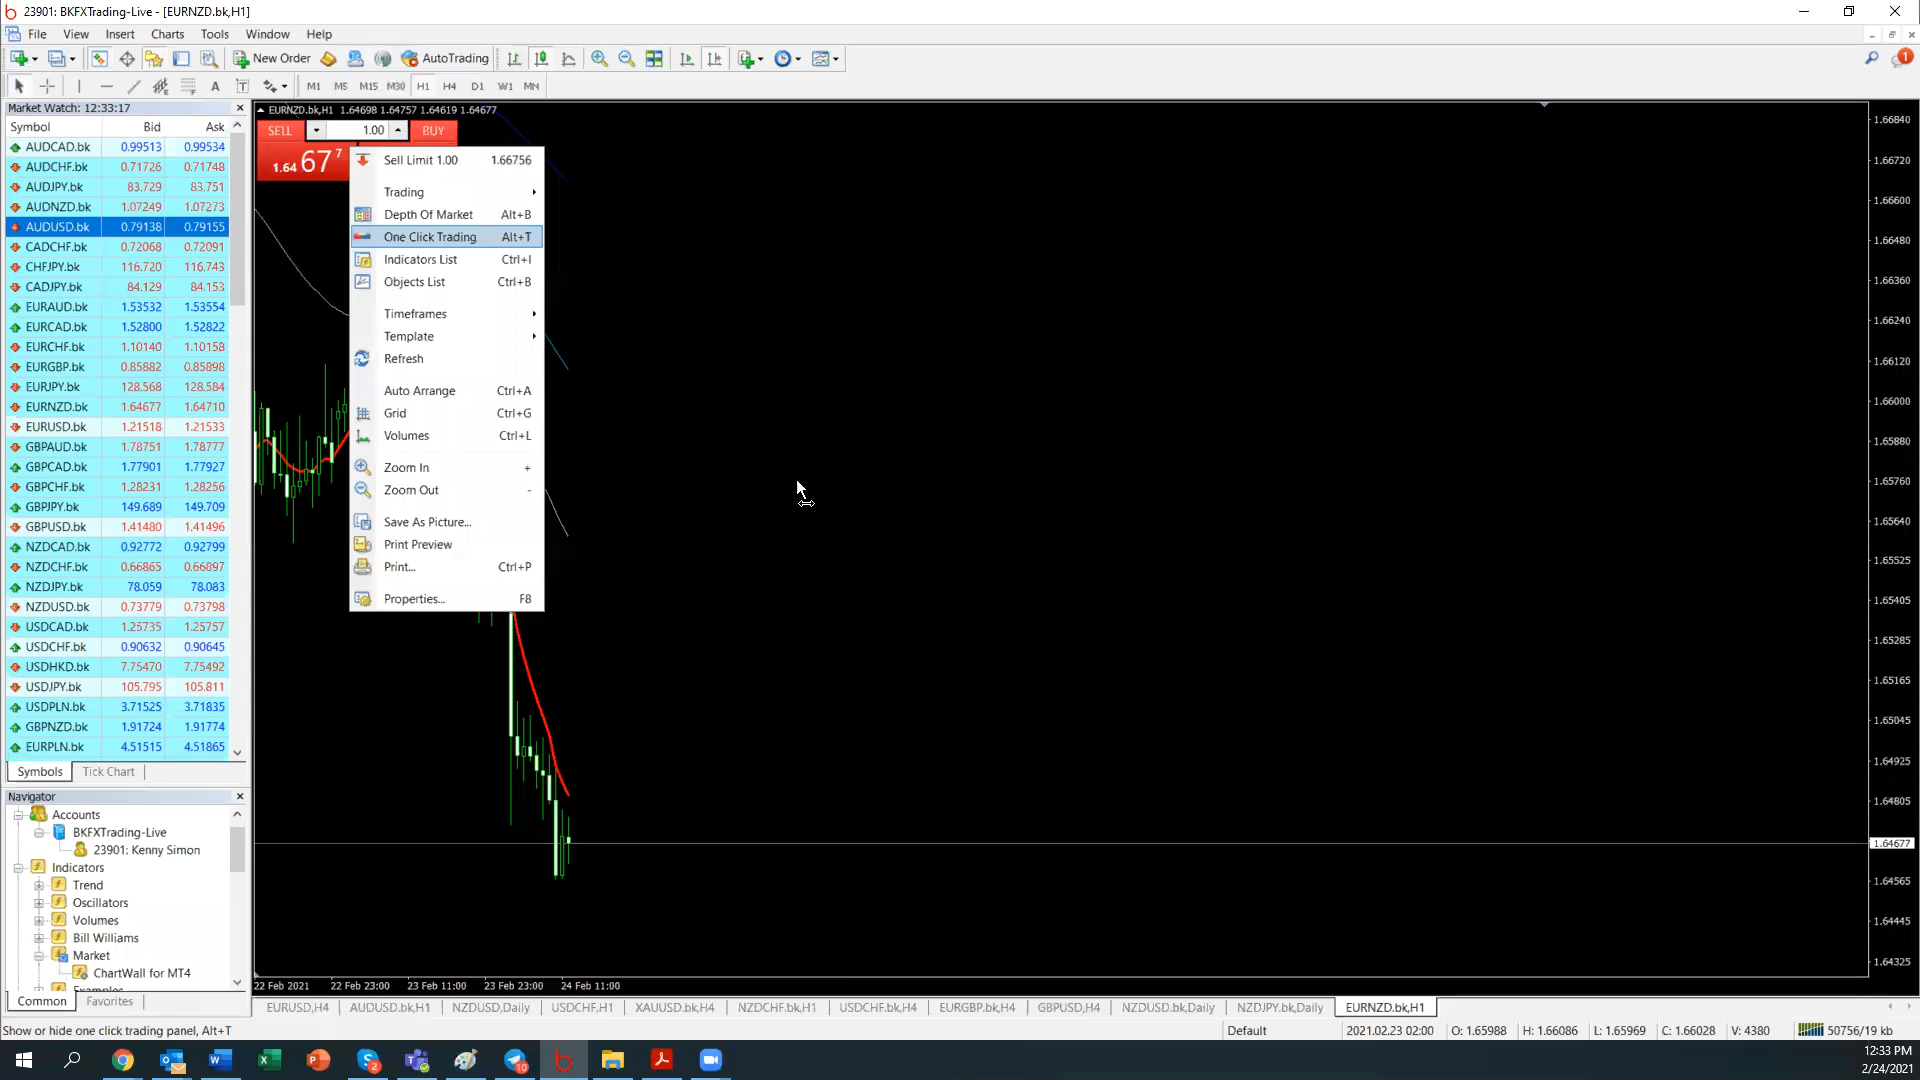 23901: BKFXTrading-Live - [EURNZD.bk,H1]
File View Insert Charts Tools Window Help
New Order AutoTrading 1
A T M1 M5 M15 M30 H1 H4 D1 W1 MN
Market Watch: 12:33:17
Symbol Bid Ask
AUDCAD.bk 0.99513 0.99534
AUDCHF.bk 0.71726 0.71748
AUDJPY.bk 83.729 83.751
AUDNZD.bk 1.07249 1.07273
AUDUSD.bk 0.79138 0.79155
CADCHF.bk 0.72068 0.72091
CHFJPY.bk 116.720 116.743
CADJPY.bk 84.129 84.153
EURAUD.bk 1.53532 1.53554
EURCAD.bk 1.52800 1.52822
EURCHF.bk 1.10140 1.10158
EURGBP.bk 0.85882 0.85898
EURJPY.bk 128.568 128.584
EURNZD.bk 1.64677 1.64710
EURUSD.bk 1.21518 1.21533
GBPAUD.bk 1.78751 1.78777
GBPCAD.bk 1.77901 1.77927
GBPCHF.bk 1.28231 1.28256
GBPJPY.bk 149.689 149.709
GBPUSD.bk 1.41480 1.41496
NZDCAD.bk 0.92772 0.92799
NZDCHF.bk 0.66865 0.66897
NZDJPY.bk 78.059 78.083
NZDUSD.bk 0.73779 0.73798
USDCAD.bk 1.25735 1.25757
USDCHF.bk 0.90632 0.90645
USDHKD.bk 7.75470 7.75492
USDJPY.bk 105.795 105.811
USDPLN.bk 3.71525 3.71835
GBPNZD.bk 1.91724 1.91774
EURPLN.bk 4.51515 4.51865
Symbols Tick Chart
Navigator
Accounts
BKFXTrading-Live
23901: Kenny Simon
Indicators
Trend
Oscillators
Volumes
Bill Williams
Market
ChartWall for MT4
Examples
Common Favorites
EURNZD.bk,H1 1.64698 1.64757 1.64619 1.64677
SELL 1.00 BUY
1.64 67 7
Sell Limit 1.00 1.66756
Trading
Depth Of Market Alt+B
One Click Trading Alt+T
Indicators List Ctrl+I
Objects List Ctrl+B
Timeframes
Template
Refresh
Auto Arrange Ctrl+A
Grid Ctrl+G
Volumes Ctrl+L
Zoom In +
Zoom Out -
Save As Picture...
Print Preview
Print... Ctrl+P
Properties... F8
1.66840
1.66720
1.66600
1.66480
1.66360
1.66240
1.66120
1.66000
1.65880
1.65760
1.65640
1.65525
1.65405
1.65285
1.65165
1.65045
1.64925
1.64805
1.64677
1.64565
1.64445
1.64325
22 Feb 2021 22 Feb 23:00 23 Feb 11:00 23 Feb 23:00 24 Feb 11:00
EURUSD,H4 AUDUSD.bk,H1 NZDUSD,Daily USDCHF,H1 XAUUSD.bk,H4 NZDCHF.bk,H1 USDCHF.bk,H4 EURGBP.bk,H4 GBPUSD,H4 NZDUSD.bk,Daily NZDJPY.bk,Daily EURNZD.bk,H1
Show or hide one click trading panel, Alt+T Default 2021.02.23 02:00 O: 1.65988 H: 1.66086 L: 1.65969 C: 1.66028 V: 4380 50756/19 kb
12:33 PM
2/24/2021